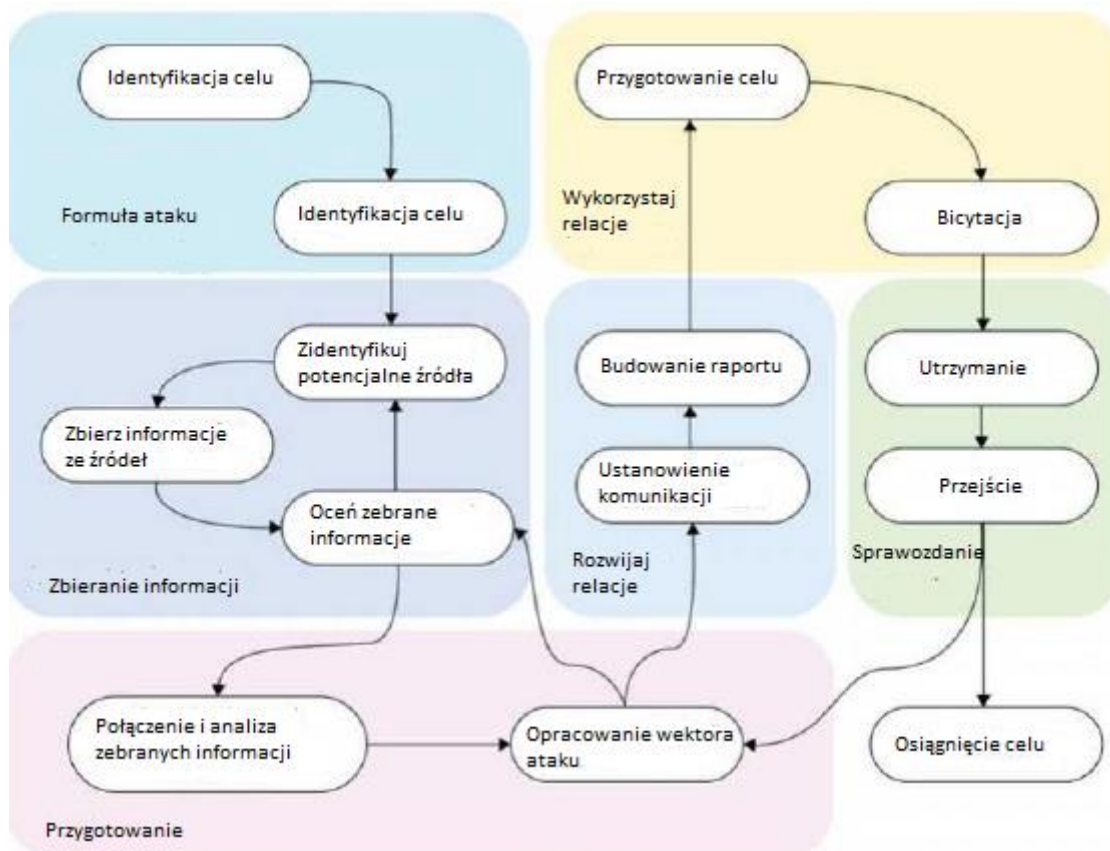 Identyfikacja celu
Identyfikacja celu
Formuła ataku
Zidentyfikuj
potencjalne źródła
Zbierz informacje
ze źródeł
Oceń zebrane
informacje
Zbieranie informacji
Połączenie i analiza
zebranych informacji
Opracowanie wektora
ataku
Przygotowanie
Ustanowienie
komunikacji
Budowanie raportu
Rozwijaj
relacje
Przygotowanie celu
Wykorzystaj
relacje
Bicytacja
Utrzymanie
Przejście
Sprawozdanie
Osiągnięcie celu